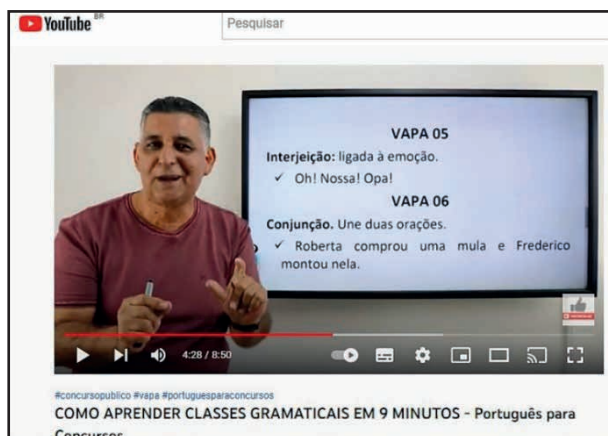 YouTube BR
Pesquisar
VAPA 05
Interjeição: ligada à emoção.
✓ Oh! Nossa! Opa!
VAPA 06
Conjunção. Une duas orações.
✓ Roberta comprou uma mula e Frederico
montou nela.
4:28 / 8:50
#concursopublico #vapa #portuguesparaconcursos
COMO APRENDER CLASSES GRAMATICAIS EM 9 MINUTOS - Português para
Concursos